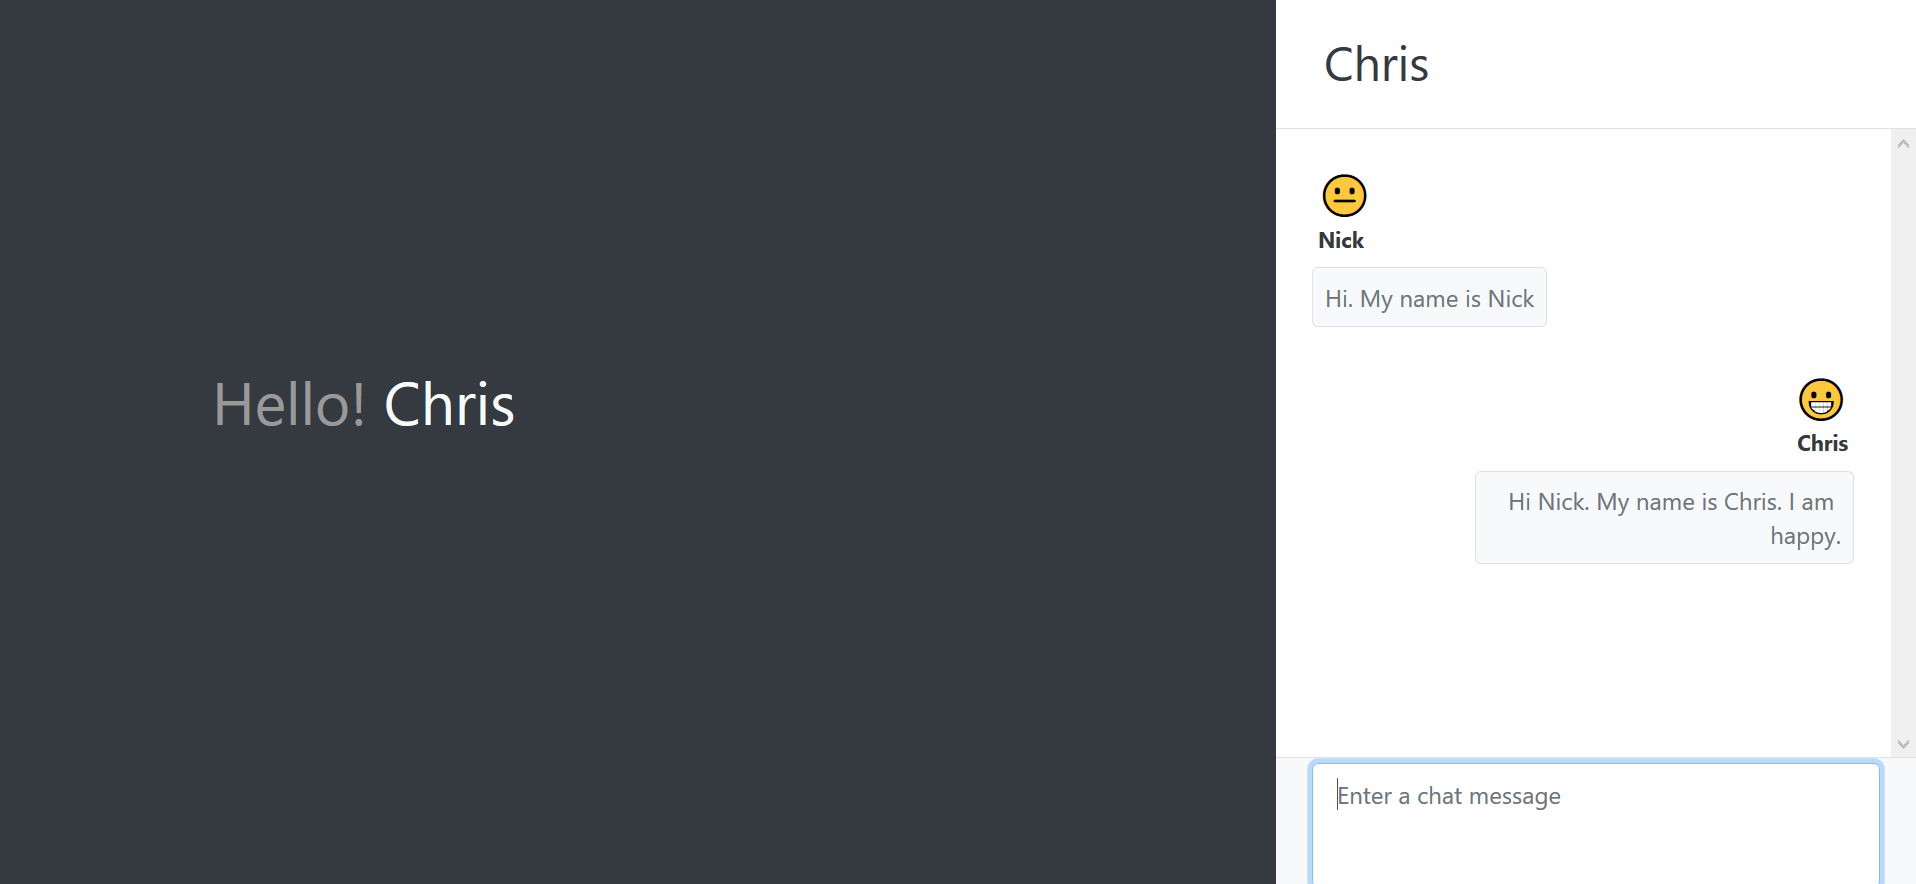 Hello! Chris
Chris
Nick
Hi. My name is Nick
Chris
Hi Nick. My name is Chris. I am
happy.
Enter a chat message